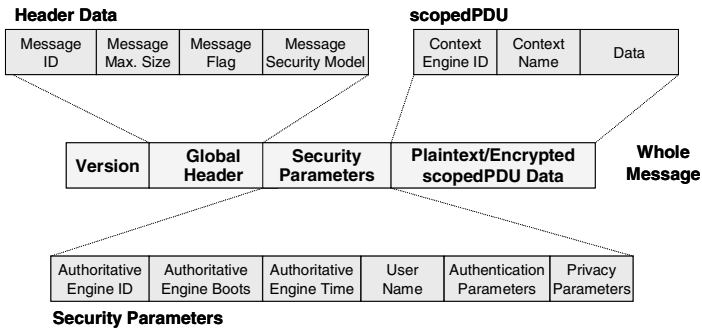 Header Data
scopedPDU
Message ID
Message Max. Size
Message Flag
Message Security Model
Context Engine ID
Context Name
Data
Version
Global Header
Security Parameters
Plaintext/Encrypted scopedPDU Data
Whole Message
Authoritative Engine ID
Authoritative Engine Boots
Authoritative Engine Time
User Name
Authentication Parameters
Privacy Parameters
Security Parameters